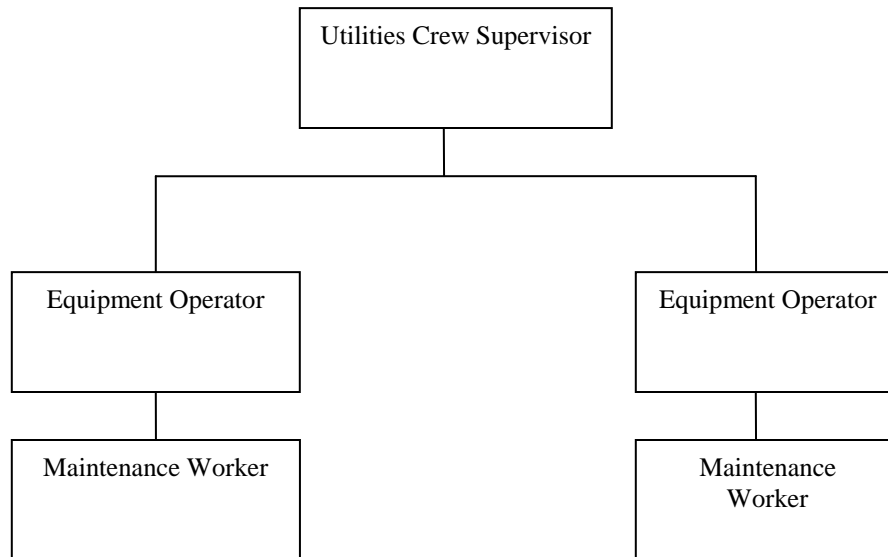 Utilities Crew Supervisor
Equipment Operator
Equipment Operator
Maintenance Worker
Maintenance
Worker